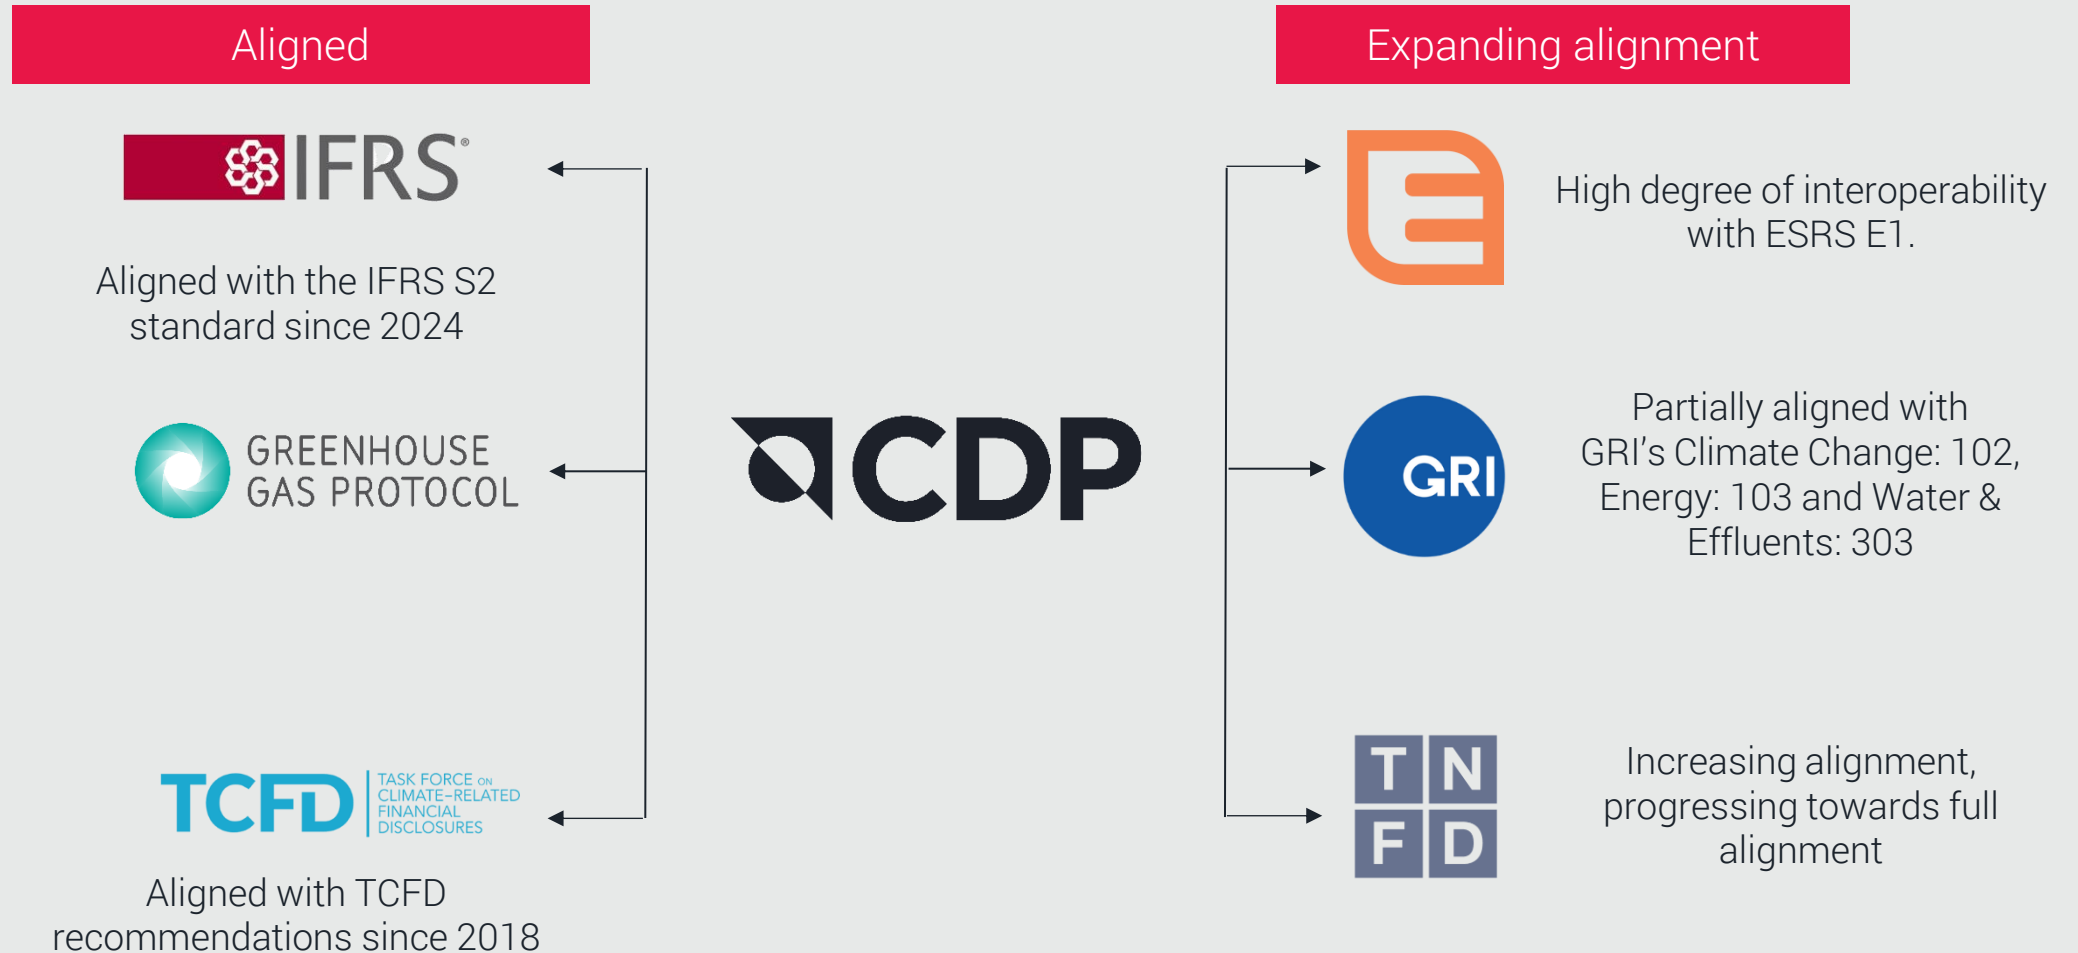 Aligned
IFRS®
Aligned with the IFRS S2
standard since 2024
GREENHOUSE
GAS PROTOCOL
TCFD
TASK FORCE ON
CLIMATE-RELATED
FINANCIAL
DISCLOSURES
Aligned with TCFD
recommendations since 2018
CDP
Expanding alignment
E
High degree of interoperability
with ESRS E1.
GRI
Partially aligned with
GRI's Climate Change: 102,
Energy: 103 and Water &
Effluents: 303
T N
F D
Increasing alignment,
progressing towards full
alignment